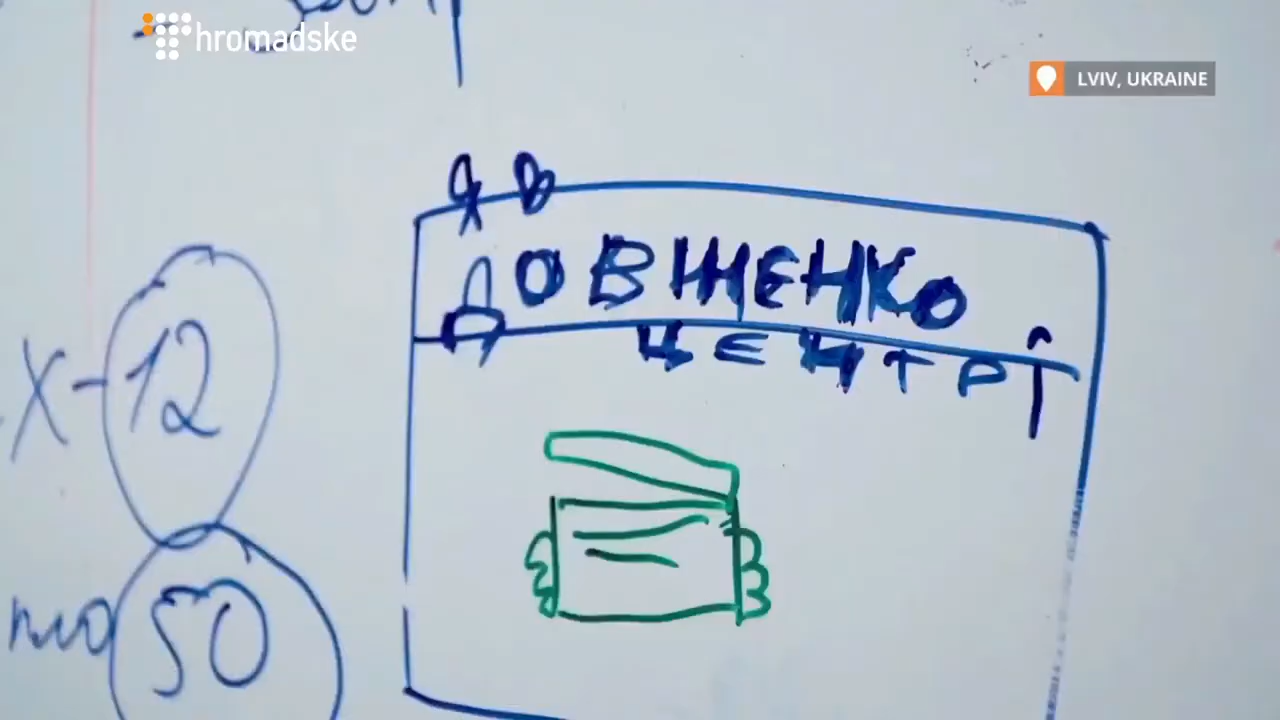 hromadske
LVIV, UKRAINE
ДОВЖЕНКО
ЦЕНТР
X-12
50